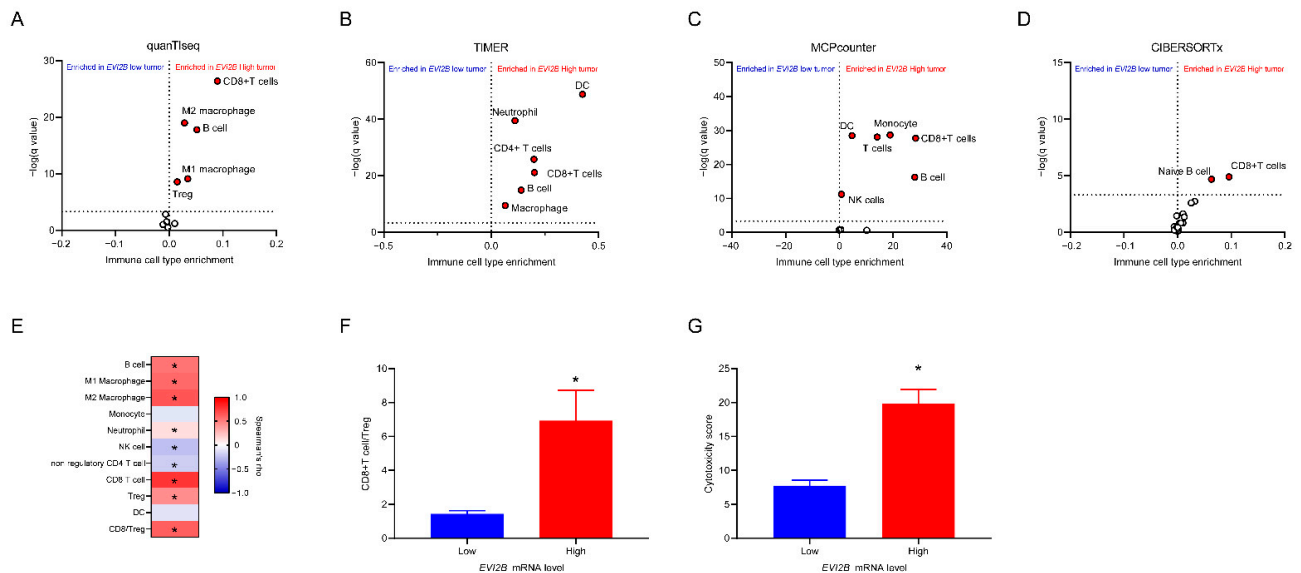 A
quanTIseq
Enriched in EVI2B low tumor
Enriched in EVI2B High tumor
CD8+T cells
M2 macrophage
B cell
M1 macrophage
Treg
30
20
10
0
−log(q value)
−0.2
−0.1
0.0
0.1
0.2
Immune cell type enrichment
B
TIMER
Enriched in EVI2B low tumor
Enriched in EVI2B High tumor
DC
Neutrophil
CD4+ T cells
CD8+T cells
B cell
Macrophage
60
40
20
0
−log(q value)
−0.5
0.0
0.5
Immune cell type enrichment
C
MCPcounter
Enriched in EVI2B low tumor
Enriched in EVI2B High tumor
DC
Monocyte
T cells
CD8+T cells
B cell
NK cells
50
40
30
20
10
0
−log(q value)
−40
−20
0
20
40
Immune cell type enrichment
D
CIBERSORTx
Enriched in EVI2B low tumor
Enriched in EVI2B High tumor
Naive B cell
CD8+T cells
15
10
5
0
−log(q value)
−0.2
−0.1
0.0
0.1
0.2
Immune cell type enrichment
E
B cell *
M1 Macrophage *
M2 Macrophage *
Monocyte
Neutrophil *
NK cell *
non regulatory CD4 T cell *
CD8 T cell *
Treg *
DC
CD8/Treg *
1.0
0.5
0
−0.5
−1.0
Spearman's rho
F
10
8
6
4
2
0
CD8+T cell/Treg
*
Low
High
EVI2B mRNA level
G
25
20
15
10
5
0
Cytotoxicity score
*
Low
High
EVI2B mRNA level